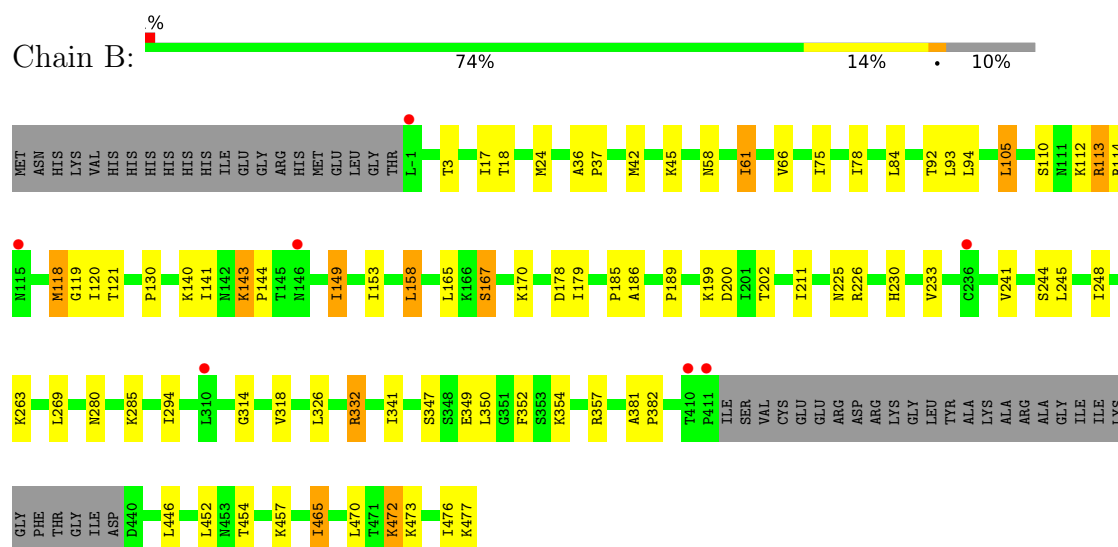 .%
Chain B:
74% 14% • 10%
MET ASN HIS LYS VAL HIS HIS HIS HIS HIS HIS ILE GLU GLY ARG HIS MET GLU LEU GLY THR L-1 T3 I17 T18 M24 A36 P37 M42 K45 N58 I61 V66 I75 I78 L84 T92 L93 L94 L105 S110 N111 K112 R113 R114
N115 M118 G119 I120 T121 P130 K140 I141 N142 K143 P144 T145 N146 I149 I153 L158 L165 K166 S167 K170 D178 I179 P185 A186 P189 K199 D200 I201 T202 I211 N225 R226 H230 V233 C236 V241 S244 L245 I248
K263 L269 N280 K285 I294 L310 G314 V318 L326 R332 I341 S347 S348 E349 L350 G351 F352 S353 K354 R357 A381 P382 T410 P411 ILE SER VAL CYS GLU GLU ARG ASP ARG LYS GLY LEU TYR ALA LYS ALA ARG ALA GLY ILE ILE LYS
GLY PHE THR GLY ILE ASP D440 L446 L452 N453 T454 K457 I465 L470 T471 K472 K473 I476 K477